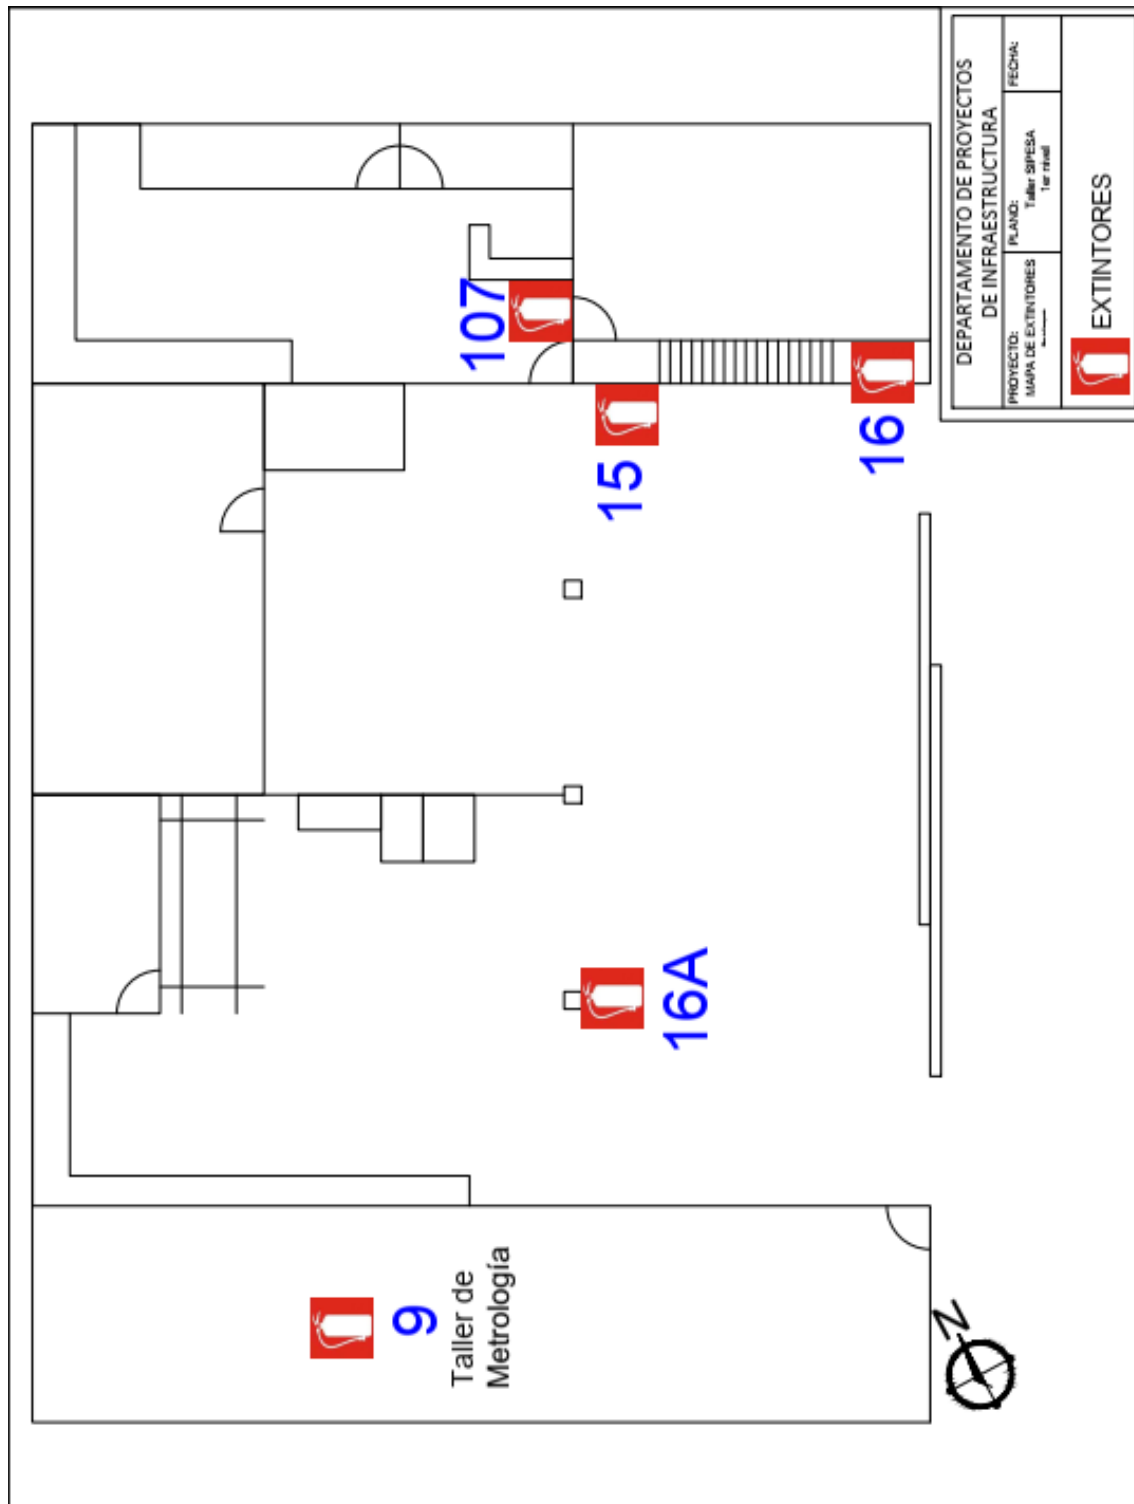 DEPARTAMENTO DE PROYECTOS
DE INFRAESTRUCTURA
PROYECTO:
MAPA DE EXTINTORES
PLANO:
Taller SIPESA
1er nivel
FECHA:
EXTINTORES
107
15
16
16A
9
Taller de
Metrología
N